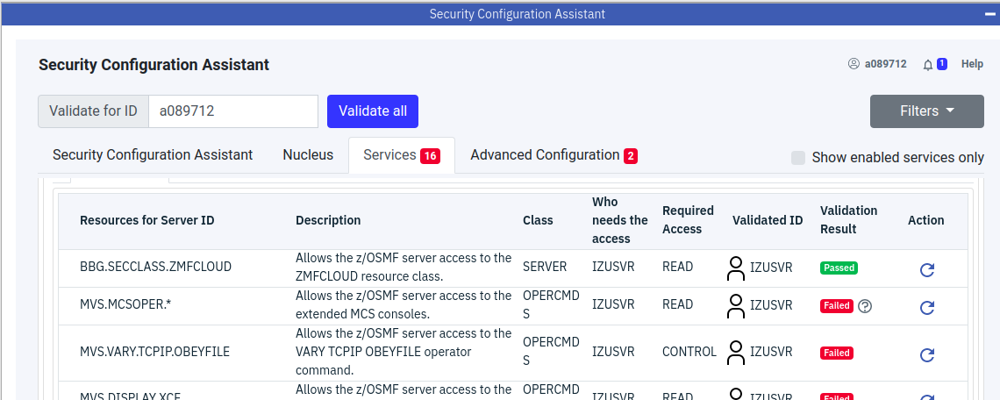 Security Configuration Assistant
Security Configuration Assistant
a089712
1
Help
Validate for ID
a089712
Validate all
Filters
Security Configuration Assistant
Nucleus
Services 16
Advanced Configuration 2
Show enabled services only
Resources for Server ID
Description
Class
Who
needs the
access
Required
Access
Validated ID
Validation
Result
Action
BBG.SECCLASS.ZMFCLOUD
Allows the z/OSMF server access to the
ZMFCLOUD resource class.
SERVER
IZUSVR
READ
IZUSVR
Passed
MVS.MCSOPER.*
Allows the z/OSMF server access to the
extended MCS consoles.
OPERCMD
S
IZUSVR
READ
IZUSVR
Failed
?
MVS.VARY.TCPIP.OBEYFILE
Allows the z/OSMF server access to the
VARY TCPIP OBEYFILE operator
command.
OPERCMD
S
IZUSVR
CONTROL
IZUSVR
Failed
MVS.DISPLAY.XCF
Allows the z/OSMF server access to the
OPERCMD
IZUSVR
READ
IZUSVR
Failed